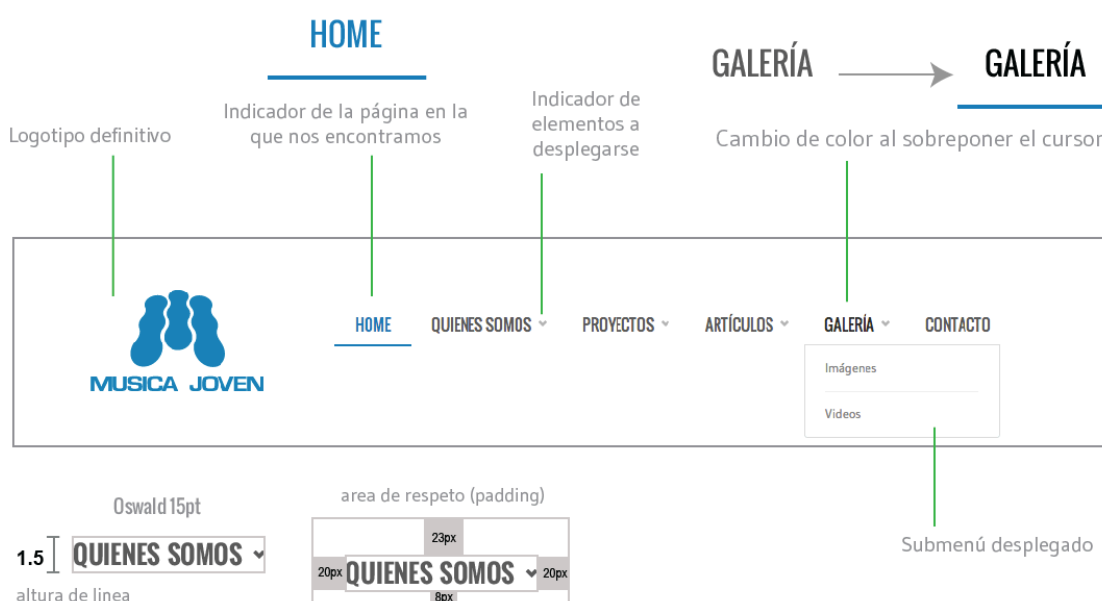 HOME
GALERÍA
GALERÍA
Logotipo definitivo
Indicador de la página en la
que nos encontramos
Indicador de
elementos a
desplegarse
Cambio de color al sobreponer el cursor
MUSICA JOVEN
HOME
QUIENES SOMOS
PROYECTOS
ARTÍCULOS
GALERÍA
CONTACTO
Imágenes
Videos
Submenú desplegado
Oswald 15pt
1.5
QUIENES SOMOS
altura de linea
area de respeto (padding)
23px
20px
QUIENES SOMOS
20px
8px